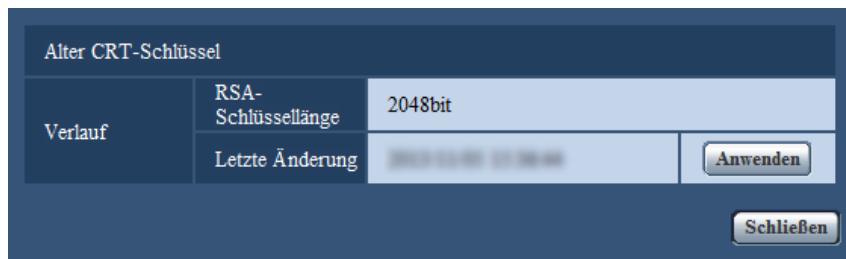 Alter CRT-Schlüssel
Verlauf
RSA-
Schlüssellänge
2048bit
Letzte Änderung
Anwenden
Schließen